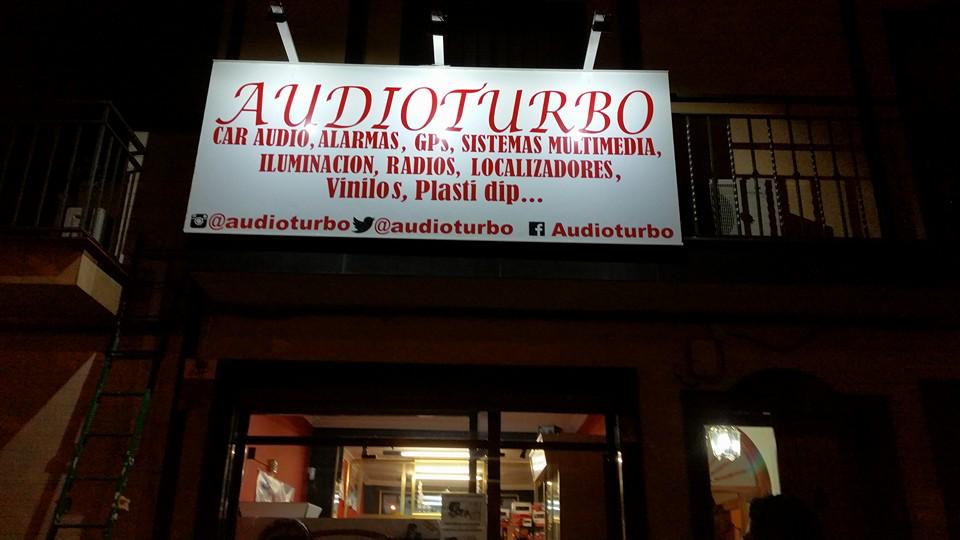 AUDIOTURBO
CAR AUDIO, ALARMAS, GPS, SISTEMAS MULTIMEDIA,
ILUMINACION, RADIOS, LOCALIZADORES,
Vinilos, Plasti dip...
@audioturbo @audioturbo Audioturbo